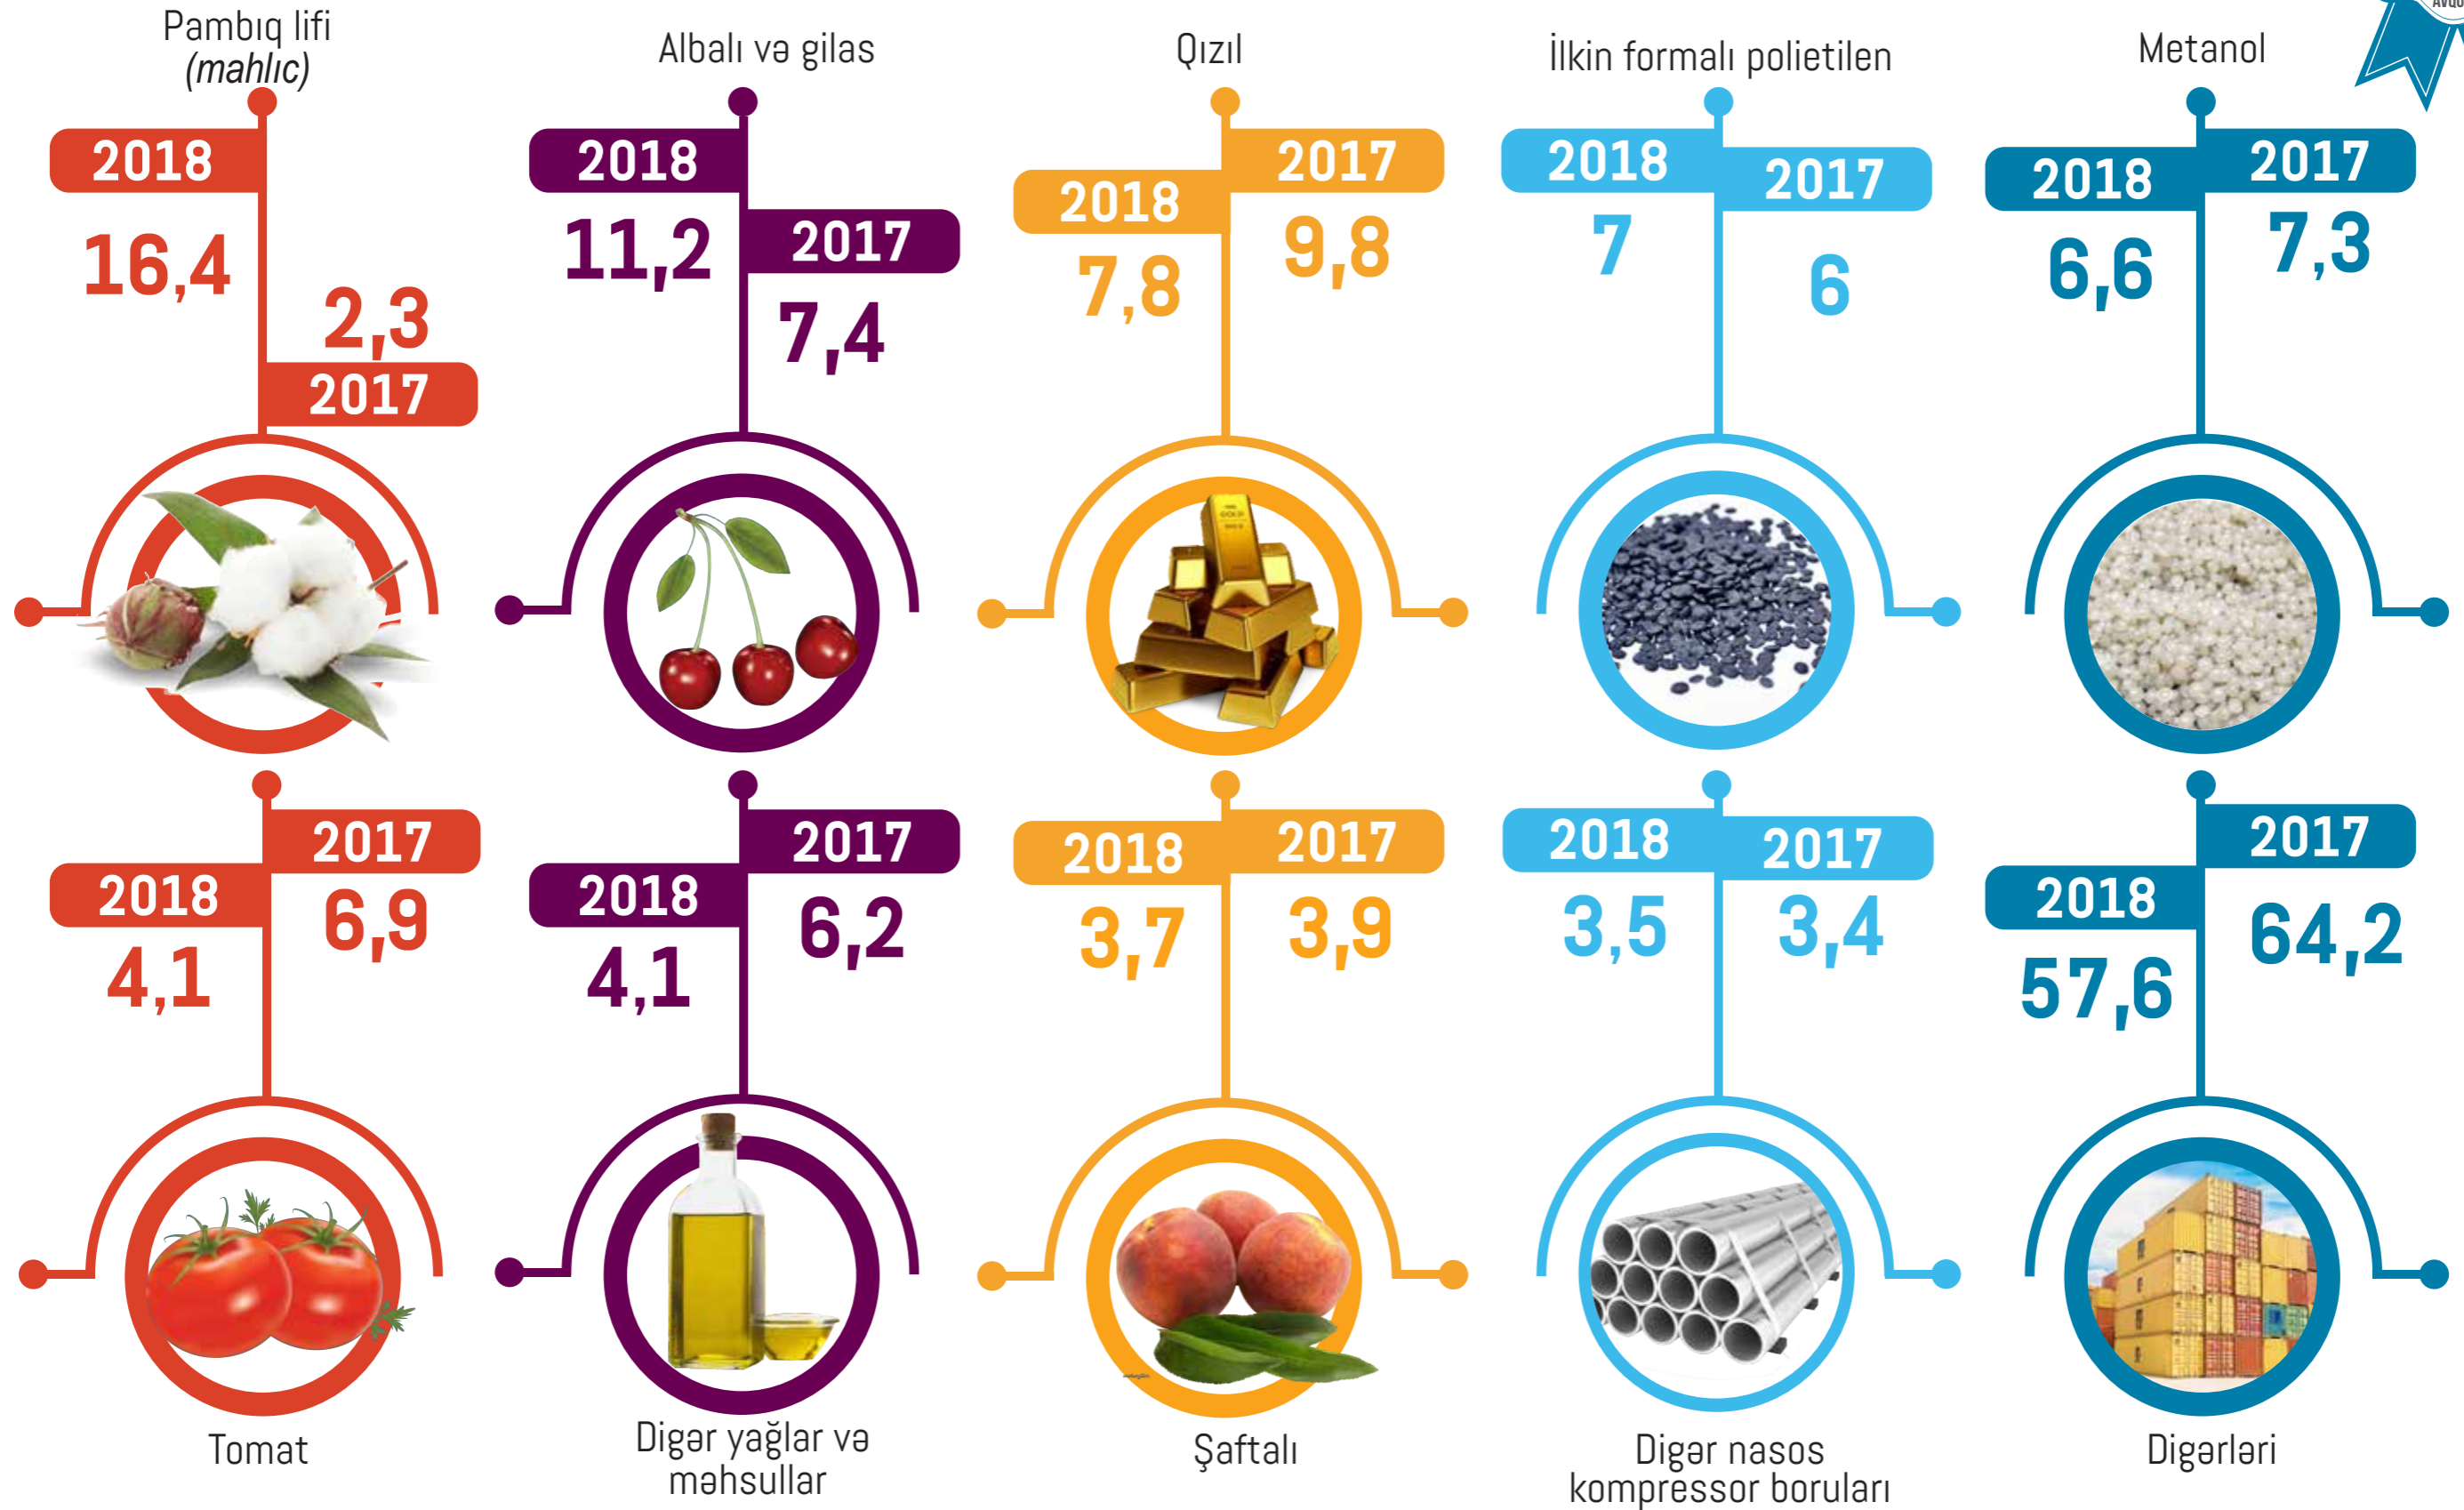 Pambıq lifi
(mahlıc)
Albalı və gilas
Qızıl
İlkin formalı polietilen
Metanol
2018
16,4
2,3
2017
2018
11,2
2017
7,4
2017
9,8
2018
7,8
2018
7
2017
6
2017
7,3
2018
6,6
GOLD
2017
6,9
2018
4,1
2017
6,2
2018
4,1
2017
3,9
2018
3,7
2018
3,5
2017
3,4
2017
64,2
2018
57,6
Tomat
Digər yağlar və
məhsullar
Şaftalı
Digər nasos
kompressor boruları
Digərləri